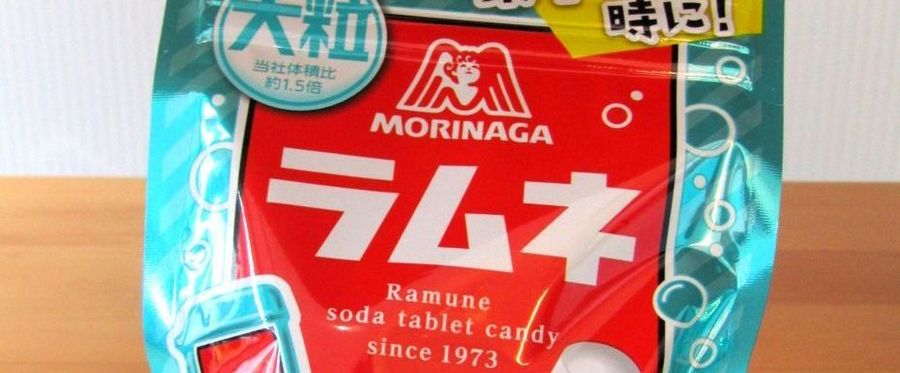 大粒
当社体積比
約1.5倍
時に!
MORINAGA
ラムネ
Ramune
soda tablet candy
since 1973